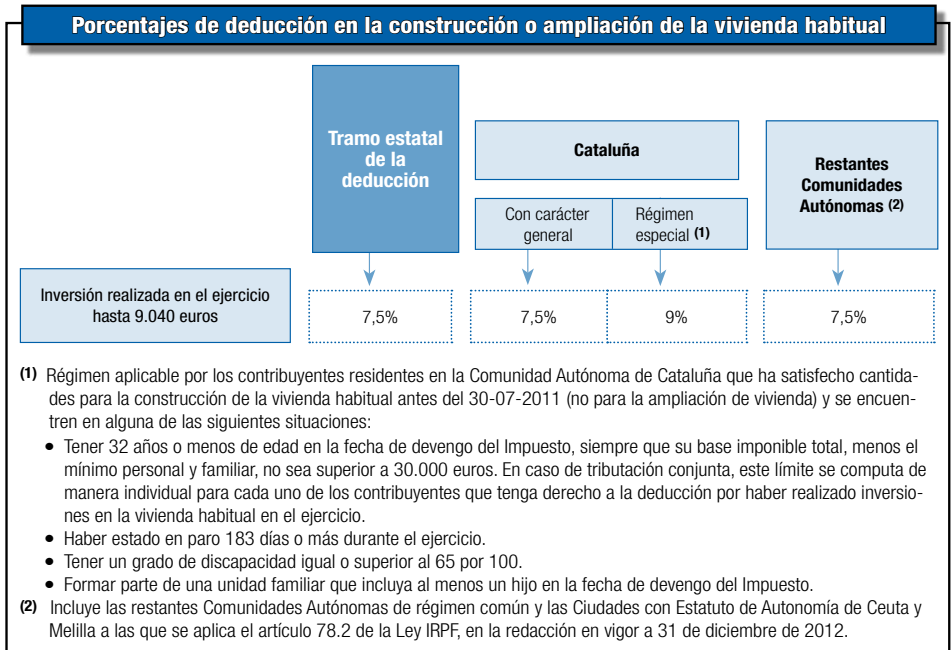 Porcentajes de deducción en la construcción o ampliación de la vivienda habitual
Tramo estatal
de la
deducción
Cataluña
Restantes
Comunidades
Autónomas (2)
Con carácter
general
Régimen
especial (1)
Inversión realizada en el ejercicio
hasta 9.040 euros
7,5%
7,5%
9%
7,5%
(1) Régimen aplicable por los contribuyentes residentes en la Comunidad Autónoma de Cataluña que ha satisfecho cantida-
des para la construcción de la vivienda habitual antes del 30-07-2011 (no para la ampliación de vivienda) y se encuen-
tren en alguna de las siguientes situaciones:
• Tener 32 años o menos de edad en la fecha de devengo del Impuesto, siempre que su base imponible total, menos el
mínimo personal y familiar, no sea superior a 30.000 euros. En caso de tributación conjunta, este límite se computa de
manera individual para cada uno de los contribuyentes que tenga derecho a la deducción por haber realizado inversio-
nes en la vivienda habitual en el ejercicio.
• Haber estado en paro 183 días o más durante el ejercicio.
• Tener un grado de discapacidad igual o superior al 65 por 100.
• Formar parte de una unidad familiar que incluya al menos un hijo en la fecha de devengo del Impuesto.
(2) Incluye las restantes Comunidades Autónomas de régimen común y las Ciudades con Estatuto de Autonomía de Ceuta y
Melilla a las que se aplica el artículo 78.2 de la Ley IRPF, en la redacción en vigor a 31 de diciembre de 2012.